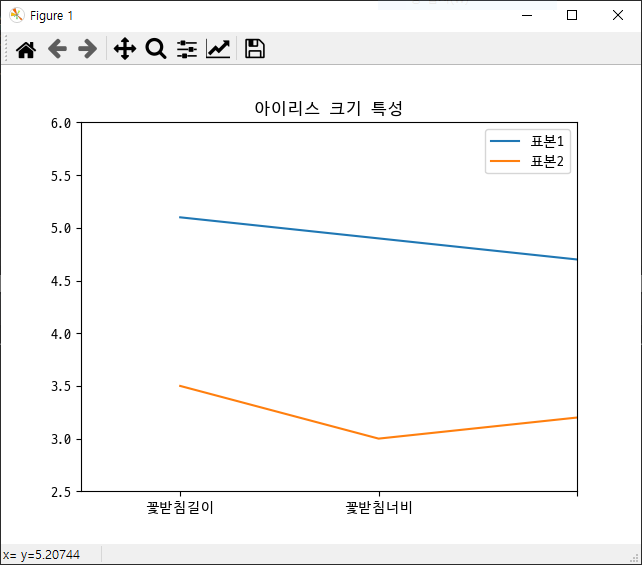 Figure 1
아이리스 크기 특성
표본1
표본2
6.0
5.5
5.0
4.5
4.0
3.5
3.0
2.5
꽃받침길이 꽃받침너비
x= y=5.20744